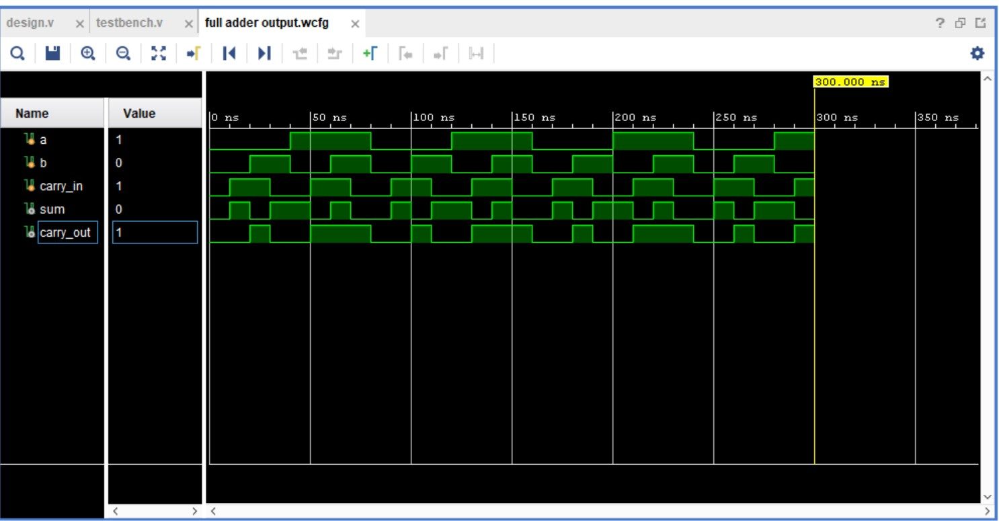 design.v × testbench.v × full adder output.wcfg ×
300.000 ns
Name Value
0 ns 50 ns 100 ns 150 ns 200 ns 250 ns 300 ns 350 ns
a 1
b 0
carry_in 1
sum 0
carry_out 1